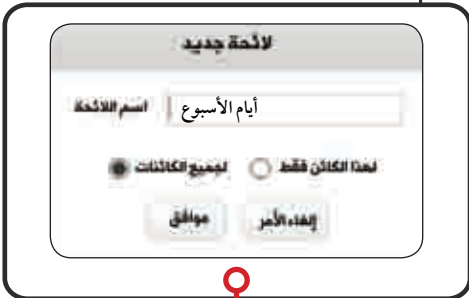 لائحة جديد
اسم اللائحة أيام الأسبوع
لهذا الكائن فقط لجميع الكائنات
إلغاء الأمر موافق